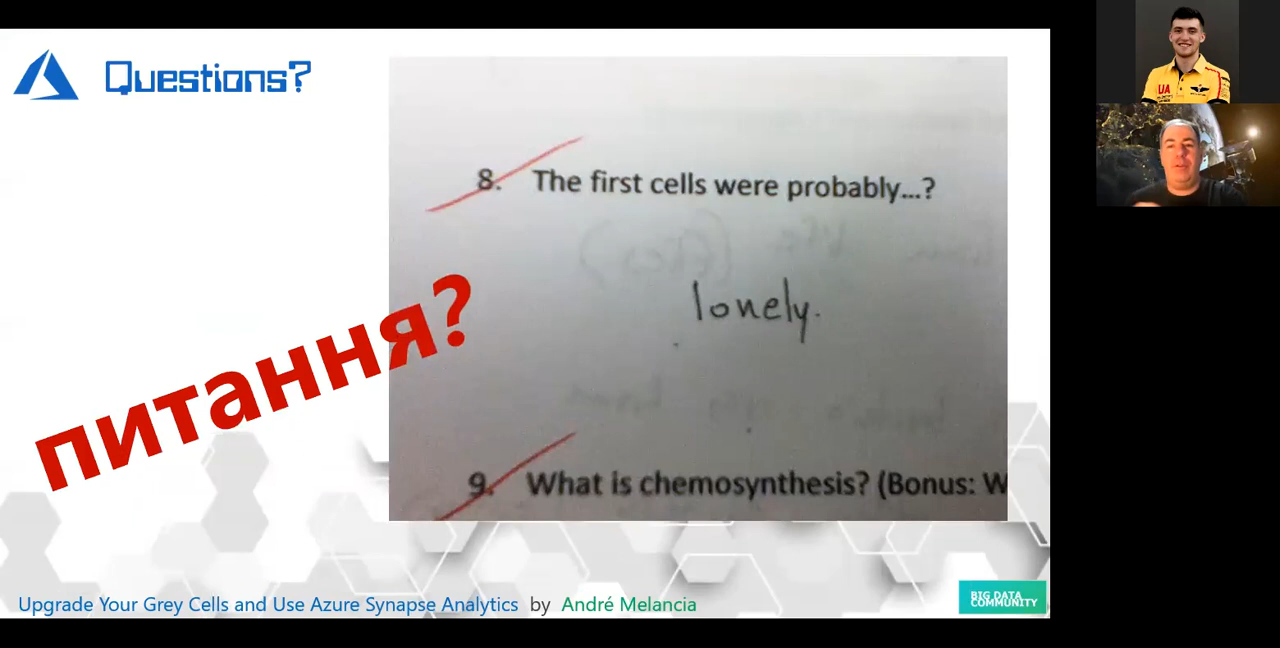 Questions?
8. The first cells were probably...?
lonely.
питання?
9. What is chemosynthesis? (Bonus: W
Upgrade Your Grey Cells and Use Azure Synapse Analytics by André Melancia
BIG DATA
COMMUNITY
UA